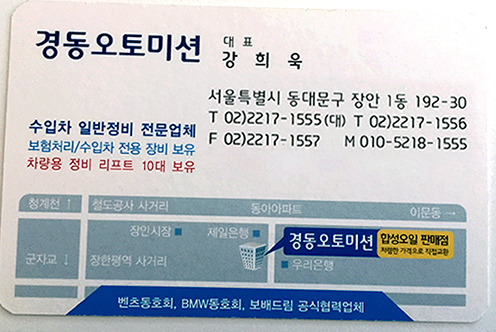 경동오토미션 대 표
강 희 욱
서울특별시 동대문구 장안 1동 192-30
T 02)2217-1555(대) T 02)2217-1556
F 02)2217-1557 M 010-5218-1555
수입차 일반정비 전문업체
보험처리/수입차 전용 장비 보유
차량용 정비 리프트 10대 보유
청계천 ↑ 철도공사 사거리 동아아파트 이문동 →
장안시장 ■ 제일은행 ■
경동오토미션 합성오일 판매점
저렴한 가격으로 직접교환
군자교 ↓ 장한평역 사거리 ■ 우리은행
벤츠동호회, BMW동호회, 보배드림 공식협력업체